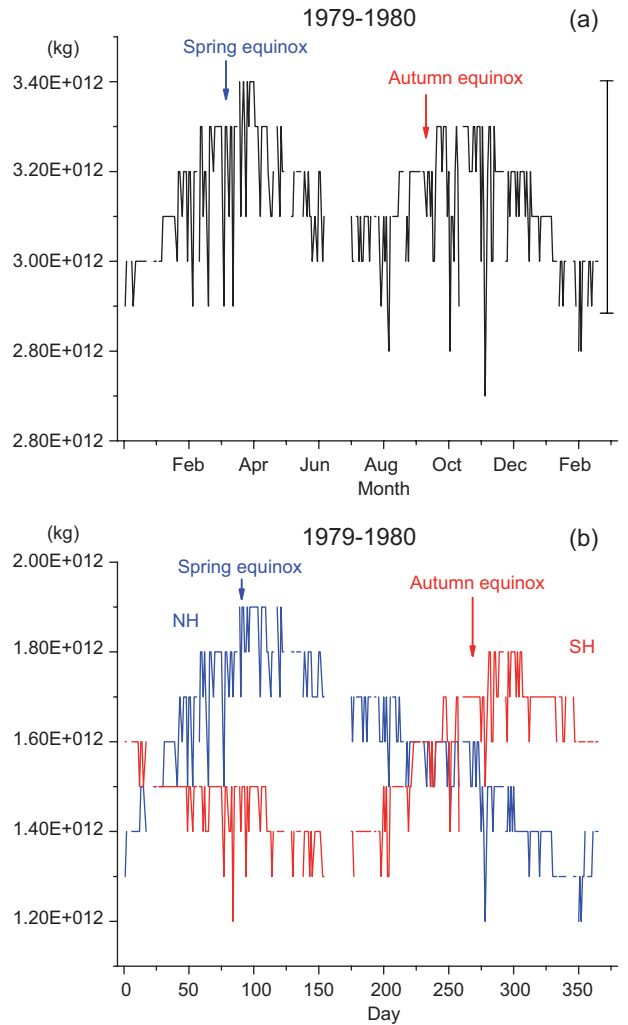 1979-1980
(a)
(kg)
Spring equinox
3.40E+012
Autumn equinox
3.20E+012
3.00E+012
2.80E+012
2.80E+012
Feb Apr Jun Aug Oct Dec Feb
Month
1979-1980
(b)
(kg)
2.00E+012
Spring equinox
Autumn equinox
NH
SH
1.80E+012
1.60E+012
1.40E+012
1.20E+012
0 50 75 100 150 250 300 350
Day